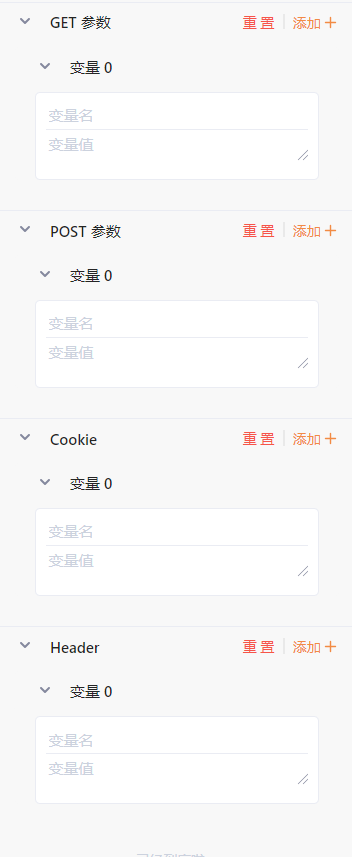 GET 参数 重 置 添加 +
变量 0
变量名
变量值
POST 参数 重 置 添加 +
变量 0
变量名
变量值
Cookie 重 置 添加 +
变量 0
变量名
变量值
Header 重 置 添加 +
变量 0
变量名
变量值